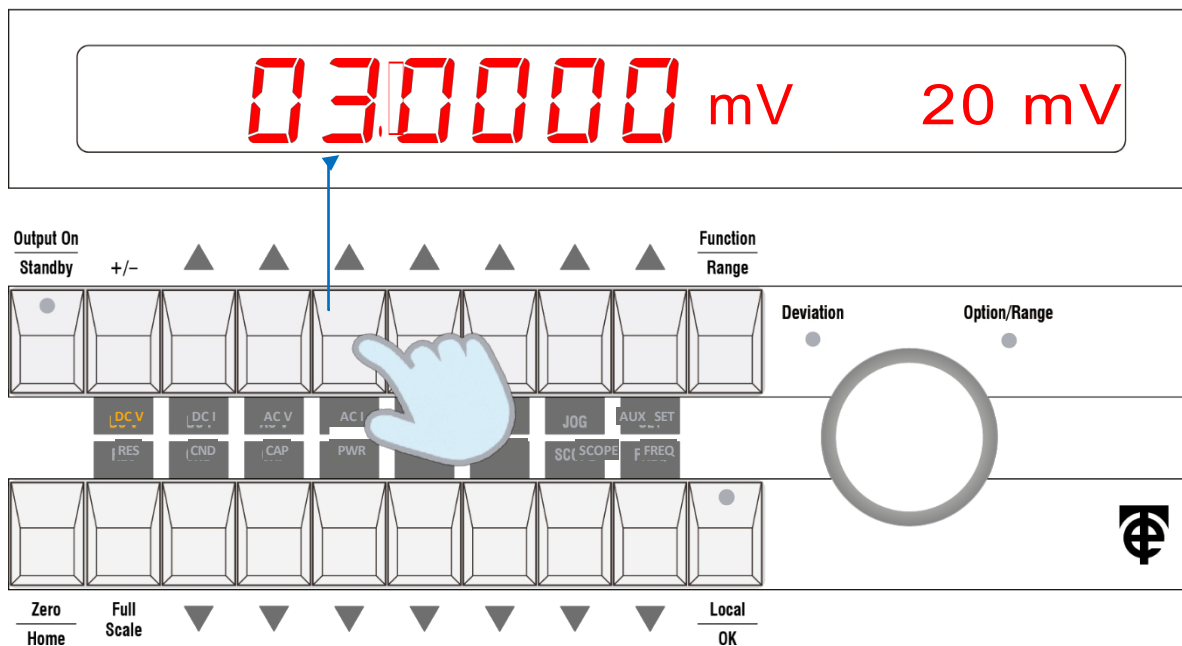 03.0000 mV 20 mV
Output On
Standby
+/–
Function
Range
Deviation
Option/Range
DC V DC I AC V AC I JOG AUX SET
RES CND CAP PWR SCOPE FREQ
Zero
Home
Full
Scale
Local
OK